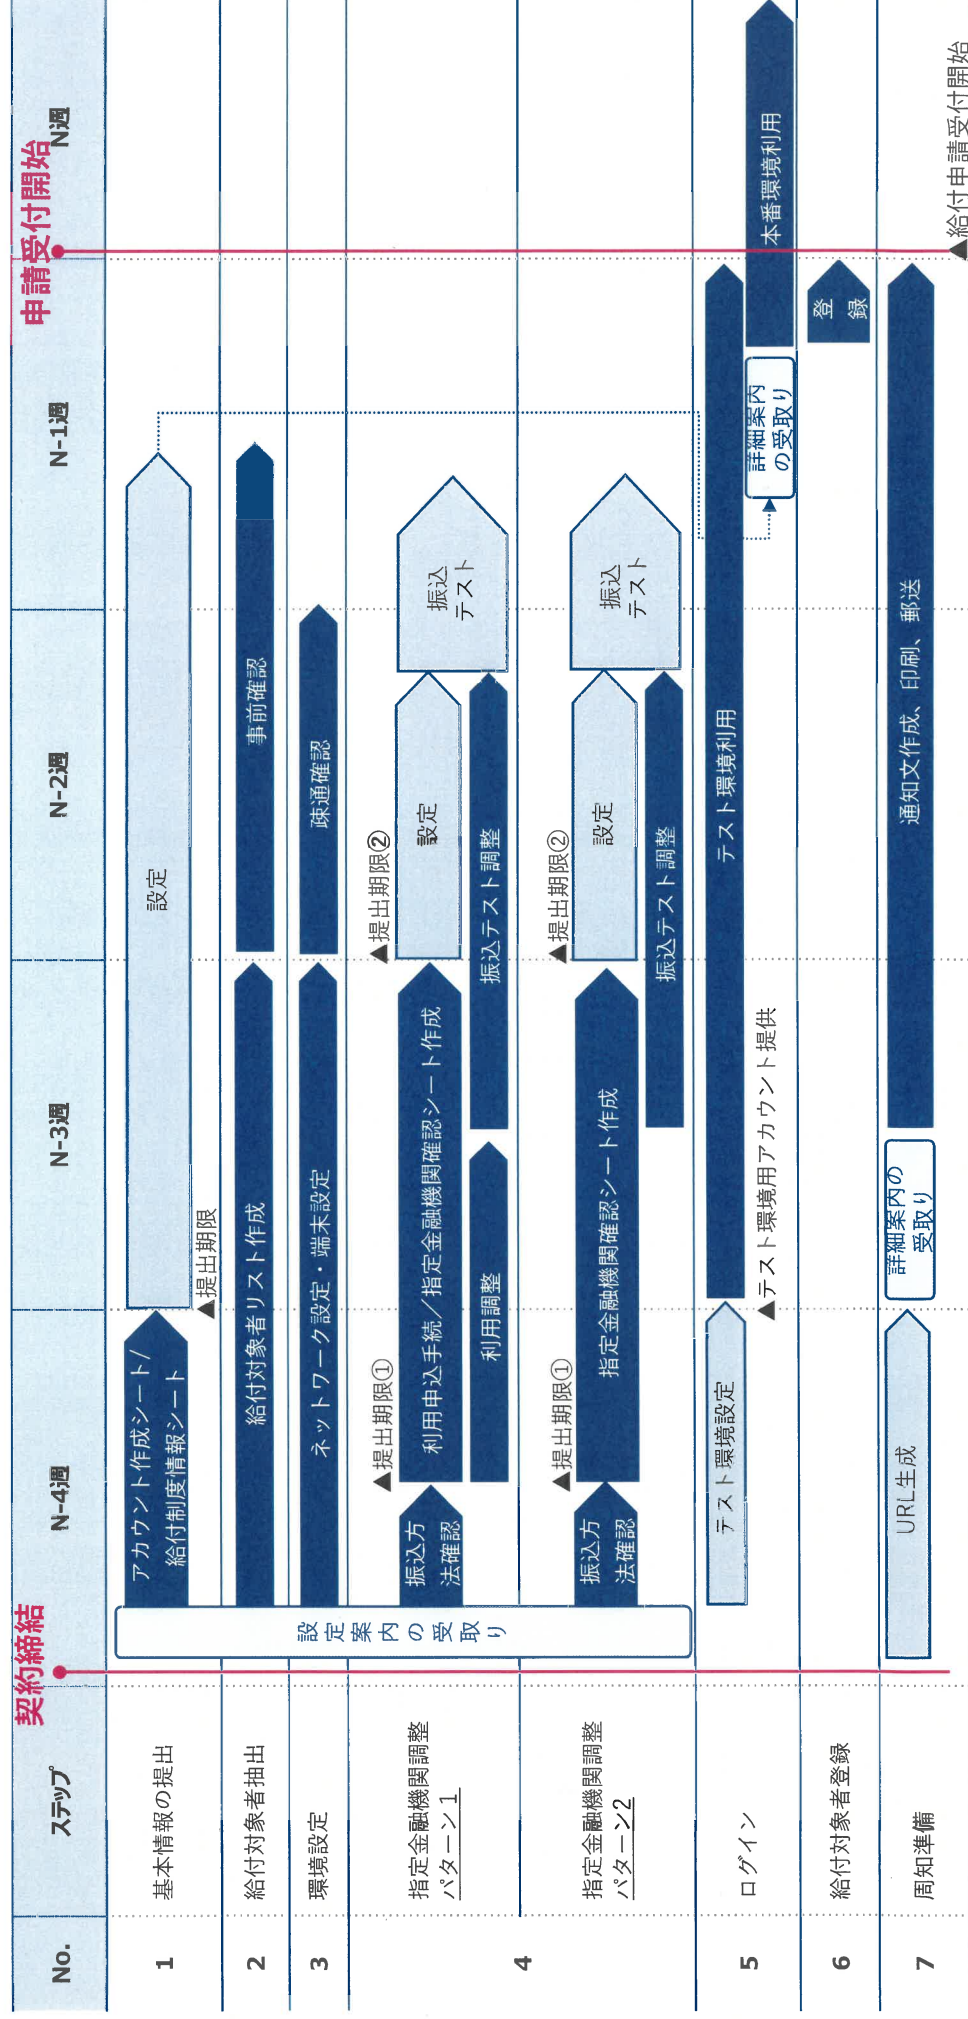 契約締結
申請受付開始
No.
ステップ
N-4週
N-3週
N-2週
N-1週
N週
1
基本情報の提出
アカウント作成シート/
給付制度情報シート
設定
▲提出期限
2
給付対象者抽出
給付対象者リスト作成
事前確認
3
環境設定
ネットワーク設定・端末設定
疎通確認
設定案内の受取り
4
指定金融機関調整
パターン1
▲提出期限①
▲提出期限②
振込方
法確認
利用申込手続/指定金融機関確認シート作成
設定
振込
テスト
利用調整
振込テスト調整
指定金融機関調整
パターン2
▲提出期限①
▲提出期限②
振込方
法確認
指定金融機関確認シート作成
設定
振込
テスト
振込テスト調整
5
ログイン
テスト環境設定
テスト環境利用
▲テスト環境用アカウント提供
詳細案内
の受取り
本番環境利用
6
給付対象者登録
登
録
7
周知準備
URL生成
詳細案内の
受取り
通知文作成、印刷、郵送
▲給付申請受付開始